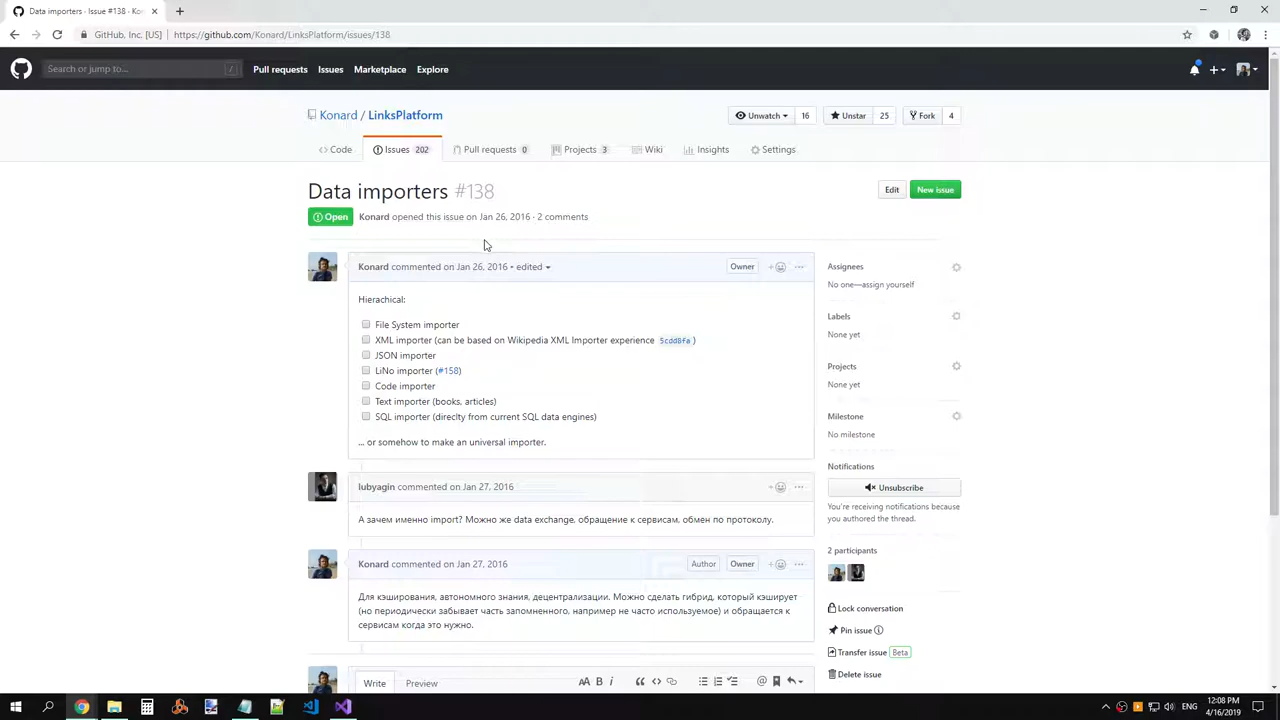 Data importers · Issue #138 · Kon
GitHub, Inc. [US] https://github.com/Konard/LinksPlatform/issues/138
Search or jump to... /
Pull requests Issues Marketplace Explore
Konard / LinksPlatform
Unwatch 16 Unstar 25 Fork 4
Code Issues 202 Pull requests 0 Projects 3 Wiki Insights Settings
Data importers #138
Edit New issue
Open Konard opened this issue on Jan 26, 2016 · 2 comments
Konard commented on Jan 26, 2016 • edited
Owner
Hierachical:
File System importer
XML importer (can be based on Wikipedia XML Importer experience 5cdd8fa )
JSON importer
LiNo importer (#158)
Code importer
Text importer (books, articles)
SQL importer (direcly from current SQL data engines)
... or somehow to make an universal importer.
lubyagin commented on Jan 27, 2016
А зачем именно import? Можно же data exchange, обращение к сервисам, обмен по протоколу.
Konard commented on Jan 27, 2016
Author Owner
Для кэширования, автономного знания, децентрализации. Можно сделать гибрид, который кэширует
(но периодически забывает часть запомненного, например не часто используемое) и обращается к
сервисам когда это нужно.
Write Preview
Assignees
No one—assign yourself
Labels
None yet
Projects
None yet
Milestone
No milestone
Notifications
Unsubscribe
You're receiving notifications because
you authored the thread.
2 participants
Lock conversation
Pin issue
Transfer issue Beta
Delete issue
ENG
12:08 PM
4/16/2019